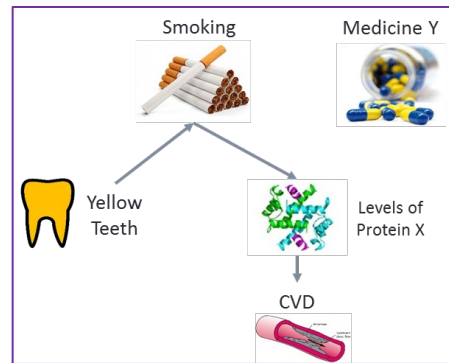 Smoking
Medicine Y
Yellow
Teeth
Levels of
Protein X
CVD